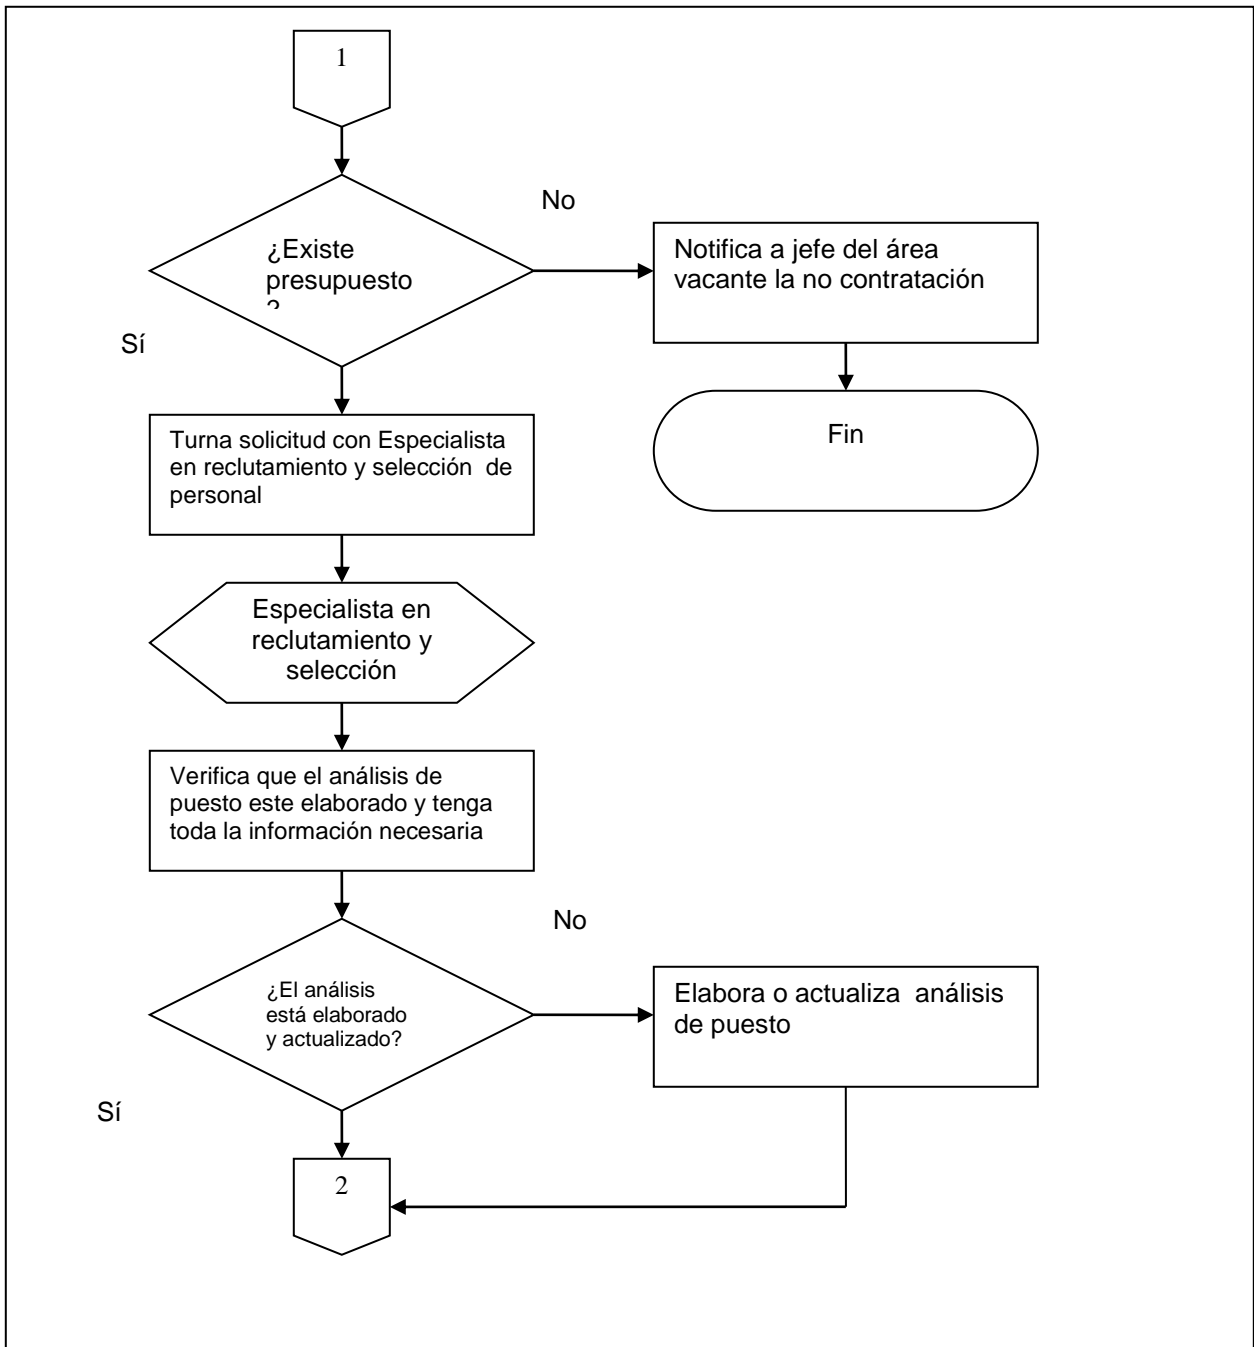 1
No
¿Existe
presupuesto
?
Notifica a jefe del área
vacante la no contratación
Sí
Fin
Turna solicitud con Especialista
en reclutamiento y selección de
personal
Especialista en
reclutamiento y
selección
Verifica que el análisis de
puesto este elaborado y tenga
toda la información necesaria
No
¿El análisis
está elaborado
y actualizado?
Elabora o actualiza análisis
de puesto
Sí
2